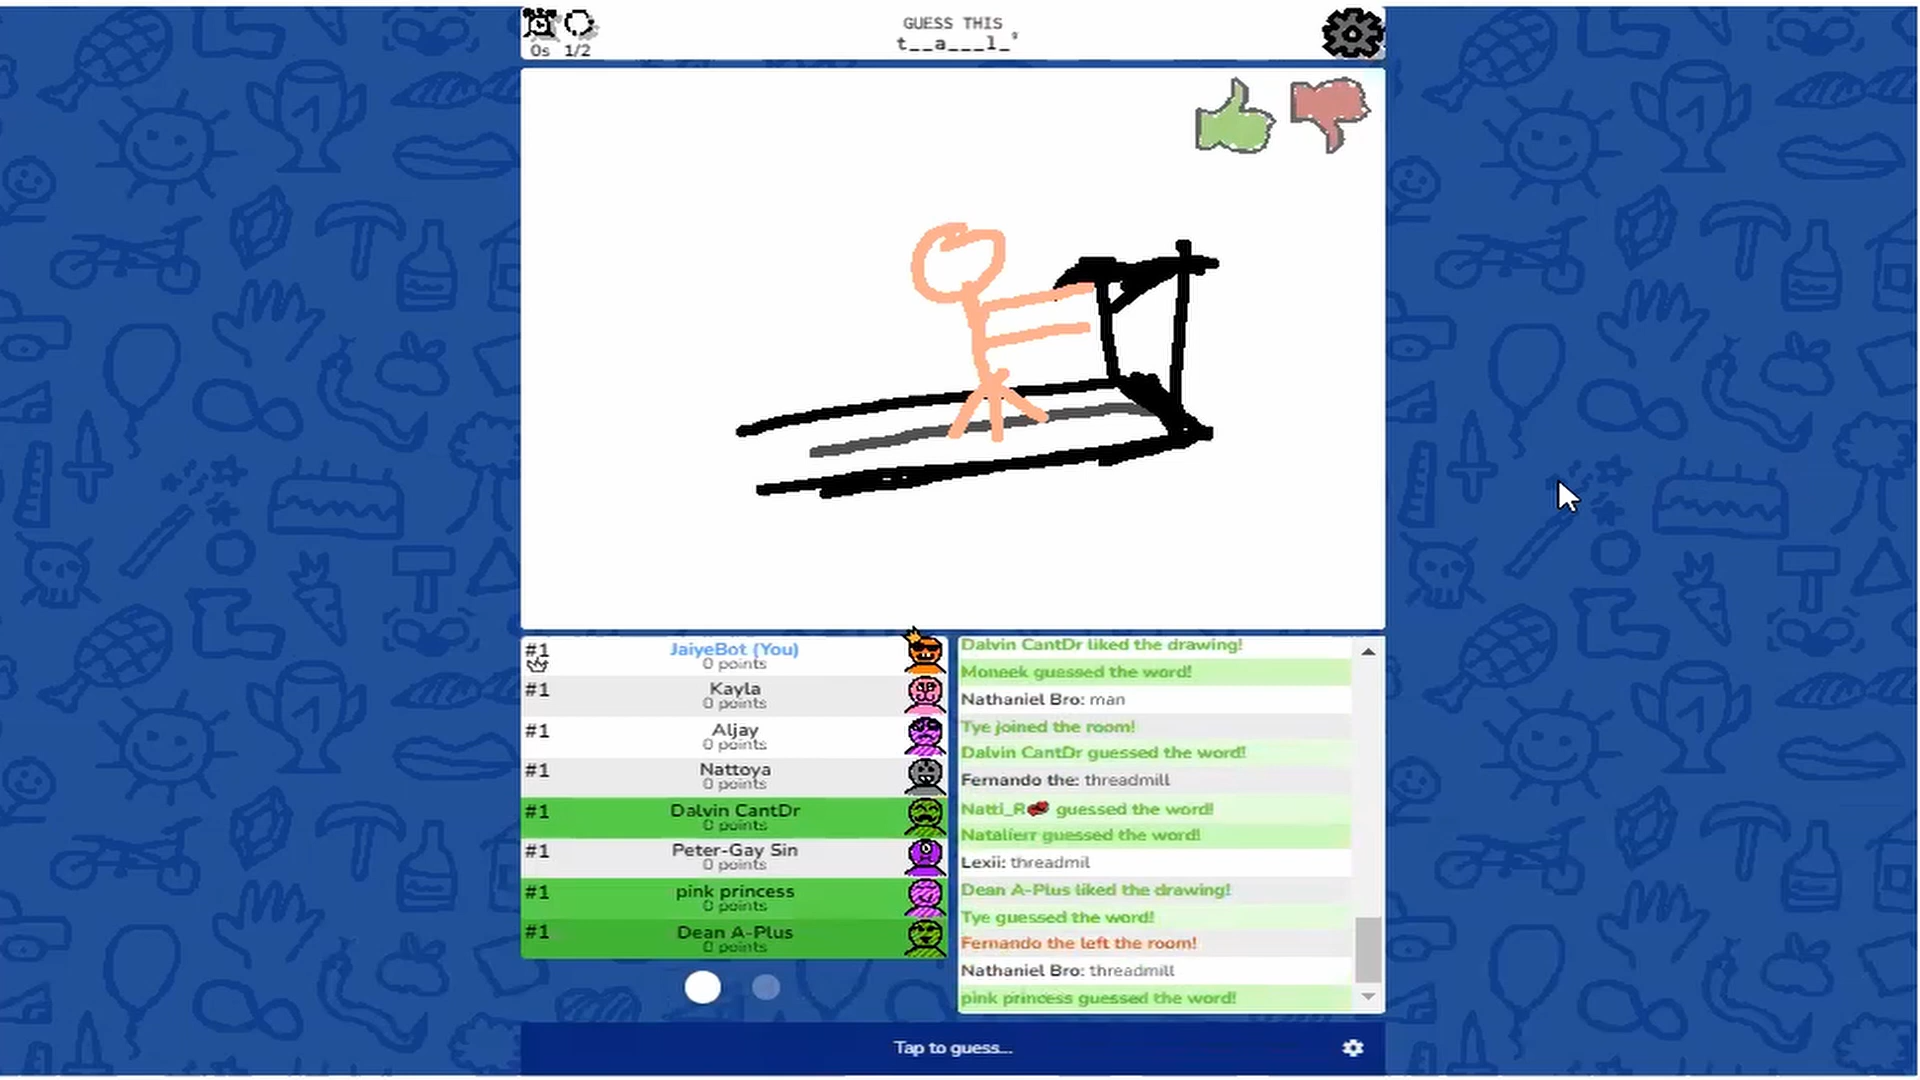 GUESS THIS
t__a___l_ 9
0s 1/2
#1 JaiyeBot (You)
0 points
#1 Kayla
0 points
#1 Aljay
0 points
#1 Nattoya
0 points
#1 Dalvin CantDr
0 points
#1 Peter-Gay Sin
0 points
#1 pink princess
0 points
#1 Dean A-Plus
0 points
Dalvin CantDr liked the drawing!
Moneek guessed the word!
Nathaniel Bro: man
Tye joined the room!
Dalvin CantDr guessed the word!
Fernando the: threadmill
Natti_R💋 guessed the word!
Natalierr guessed the word!
Lexii: threadmil
Dean A-Plus liked the drawing!
Tye guessed the word!
Fernando the left the room!
Nathaniel Bro: threadmill
pink princess guessed the word!
Tap to guess...